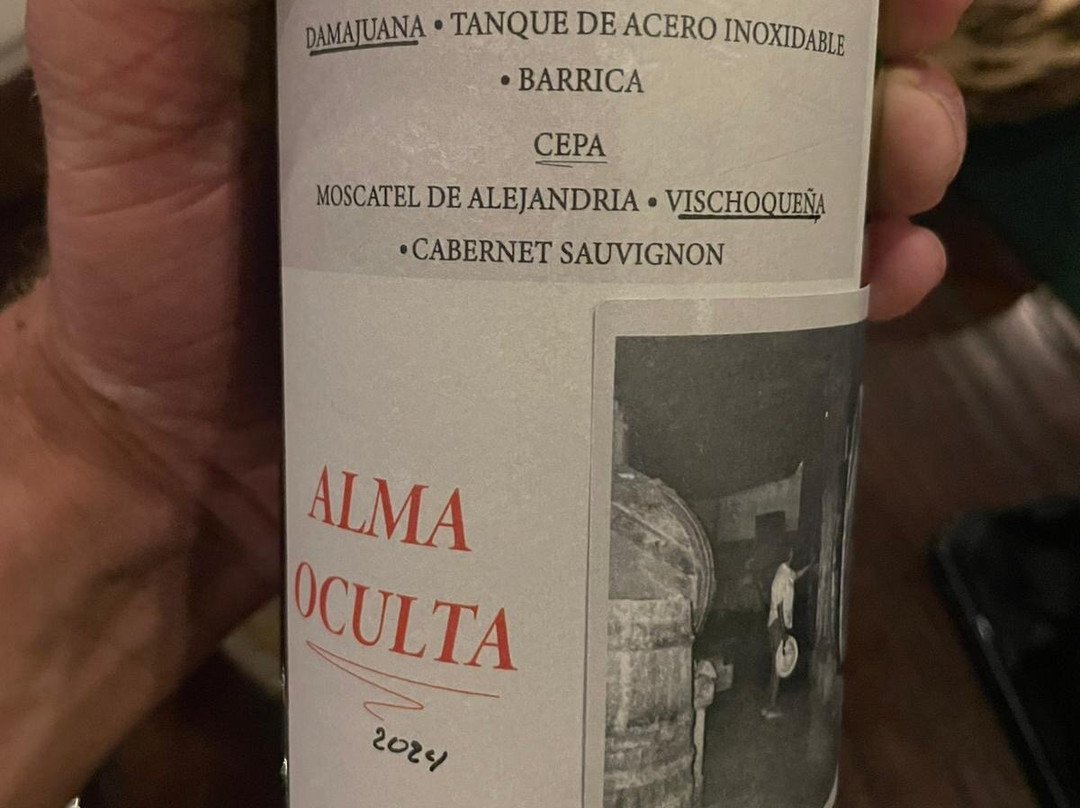 DAMAJUANA • TANQUE DE ACERO INOXIDABLE
• BARRICA
CEPA
MOSCATEL DE ALEJANDRIA • VISCHOQUEÑA
• CABERNET SAUVIGNON
ALMA
OCULTA
2024